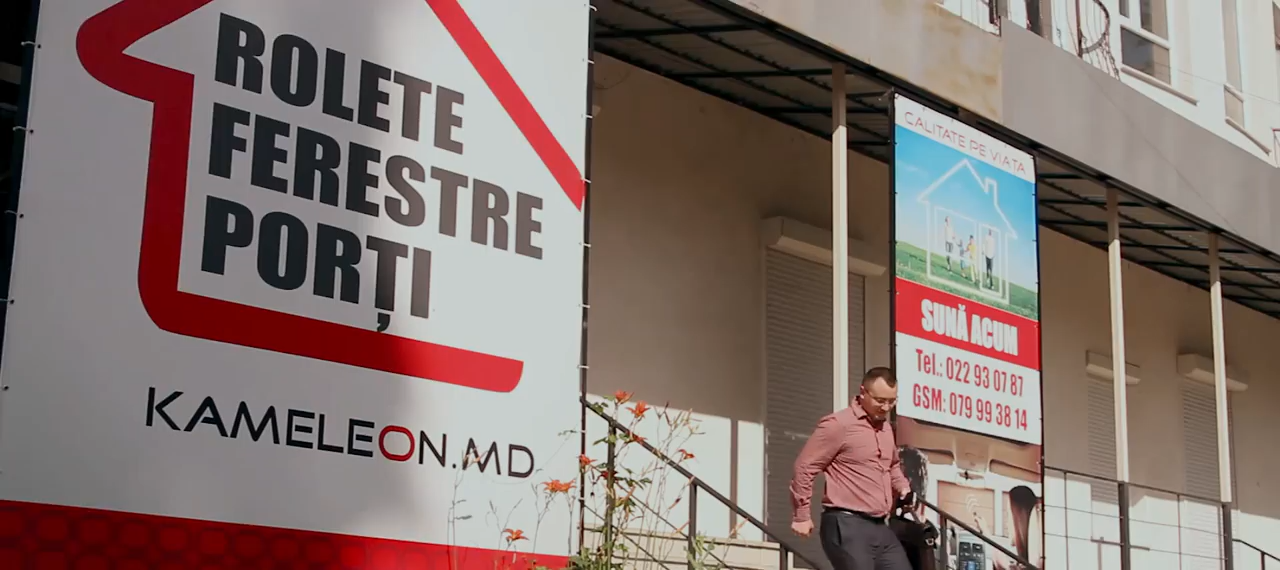 ROLETE
FERESTRE
PORȚI
KAMELEON.MD
CALITATE PE VIAȚA
SUNĂ ACUM
Tel.: 022 93 07 87
GSM: 079 99 38 14